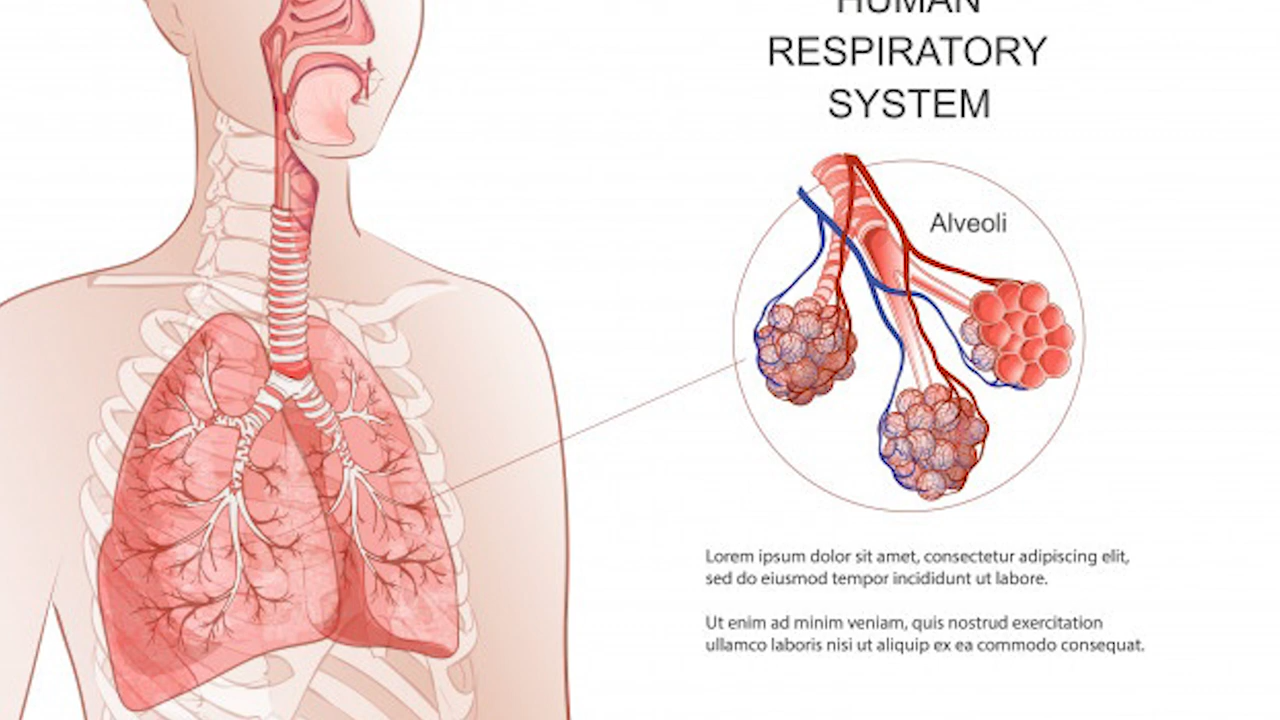 HUMAN
RESPIRATORY
SYSTEM
Alveoli
Lorem ipsum dolor sit amet, consectetur adipiscing elit,
sed do eiusmod tempor incididunt ut labore.
Ut enim ad minim veniam, quis nostrud exercitation
ullamco laboris nisi ut aliquip ex ea commodo consequat.